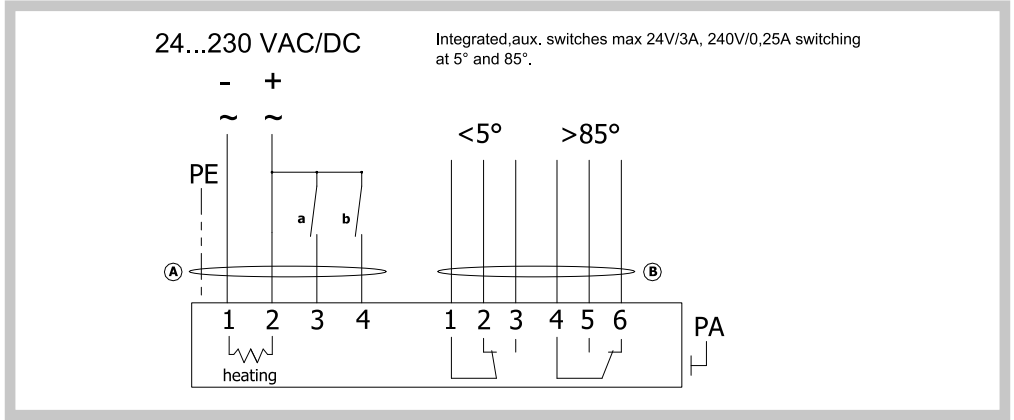 24...230 VAC/DC
Integrated,aux. switches max 24V/3A, 240V/0,25A switching
at 5° and 85°.
- +
~ ~
<5° >85°
PE
a b
A B
1 2 3 4 1 2 3 4 5 6
PA
heating